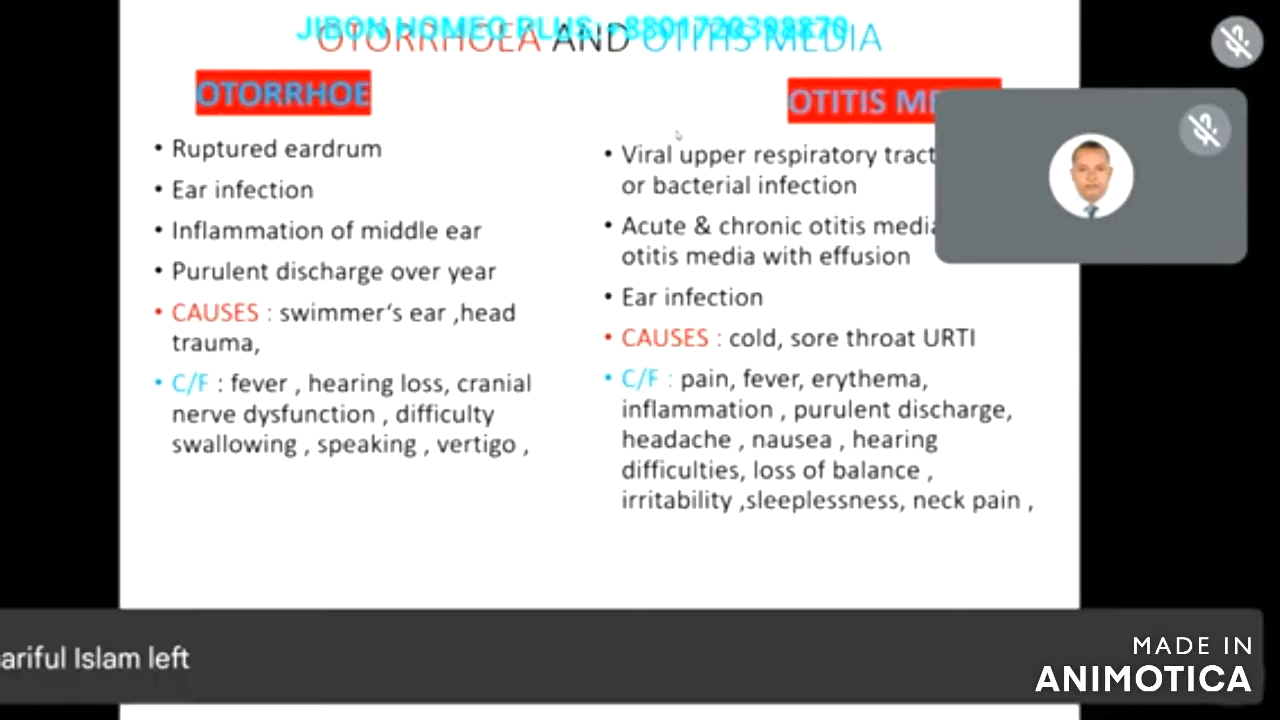 JIBON HOMEO PLUS: +8801720398870
OTORRHOEA AND OTITIS MEDIA
OTORRHOE
• Ruptured eardrum
• Ear infection
• Inflammation of middle ear
• Purulent discharge over year
• CAUSES : swimmer's ear ,head
trauma,
• C/F : fever , hearing loss, cranial
nerve dysfunction , difficulty
swallowing , speaking , vertigo ,
OTITIS ME
• Viral upper respiratory tract
or bacterial infection
• Acute & chronic otitis media
otitis media with effusion
• Ear infection
• CAUSES : cold, sore throat URTI
• C/F : pain, fever, erythema,
inflammation , purulent discharge,
headache , nausea , hearing
difficulties, loss of balance ,
irritability ,sleeplessness, neck pain ,
ariful Islam left
MADE IN
ANIMOTICA